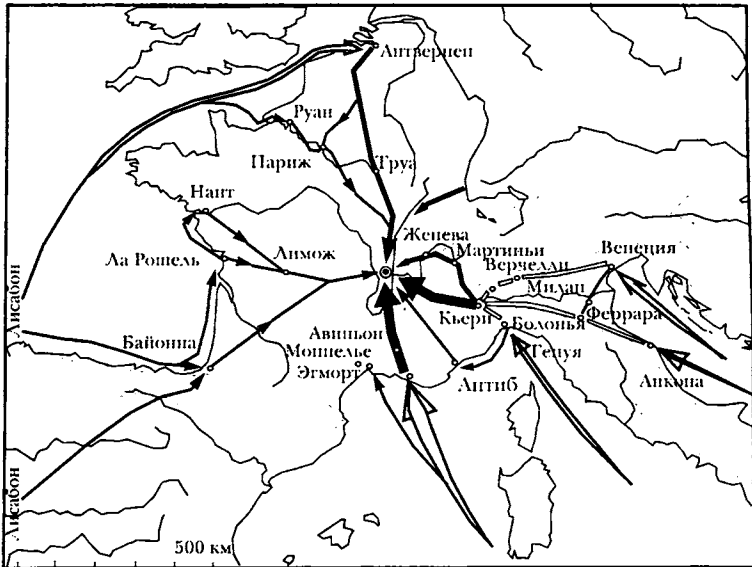 Антверпен
Руан
Париж
Труа
Нант
Женева
Мартиньи
Венеция
Ла Рошель
Лимож
Верчелли
Милан
Лисабон
Кьери
Феррара
Байонна
Авиньон
Болонья
Монпелье
Генуя
Эгморт
Антиб
Анкона
Лисабон
500 км